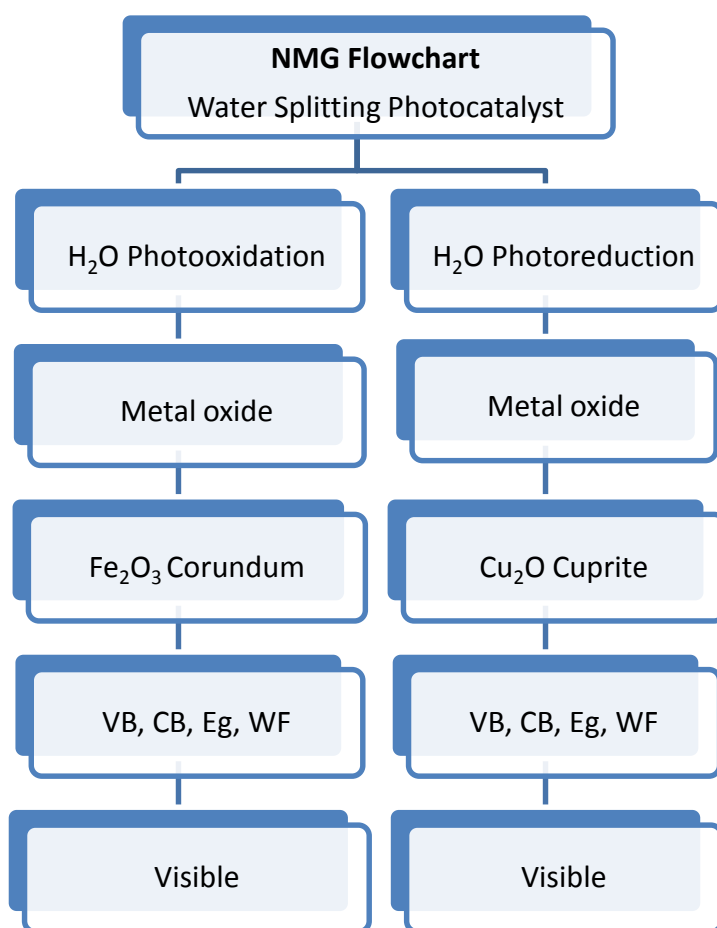 NMG Flowchart
Water Splitting Photocatalyst
H₂O Photooxidation
H₂O Photoreduction
Metal oxide
Metal oxide
Fe₂O₃ Corundum
Cu₂O Cuprite
VB, CB, Eg, WF
VB, CB, Eg, WF
Visible
Visible